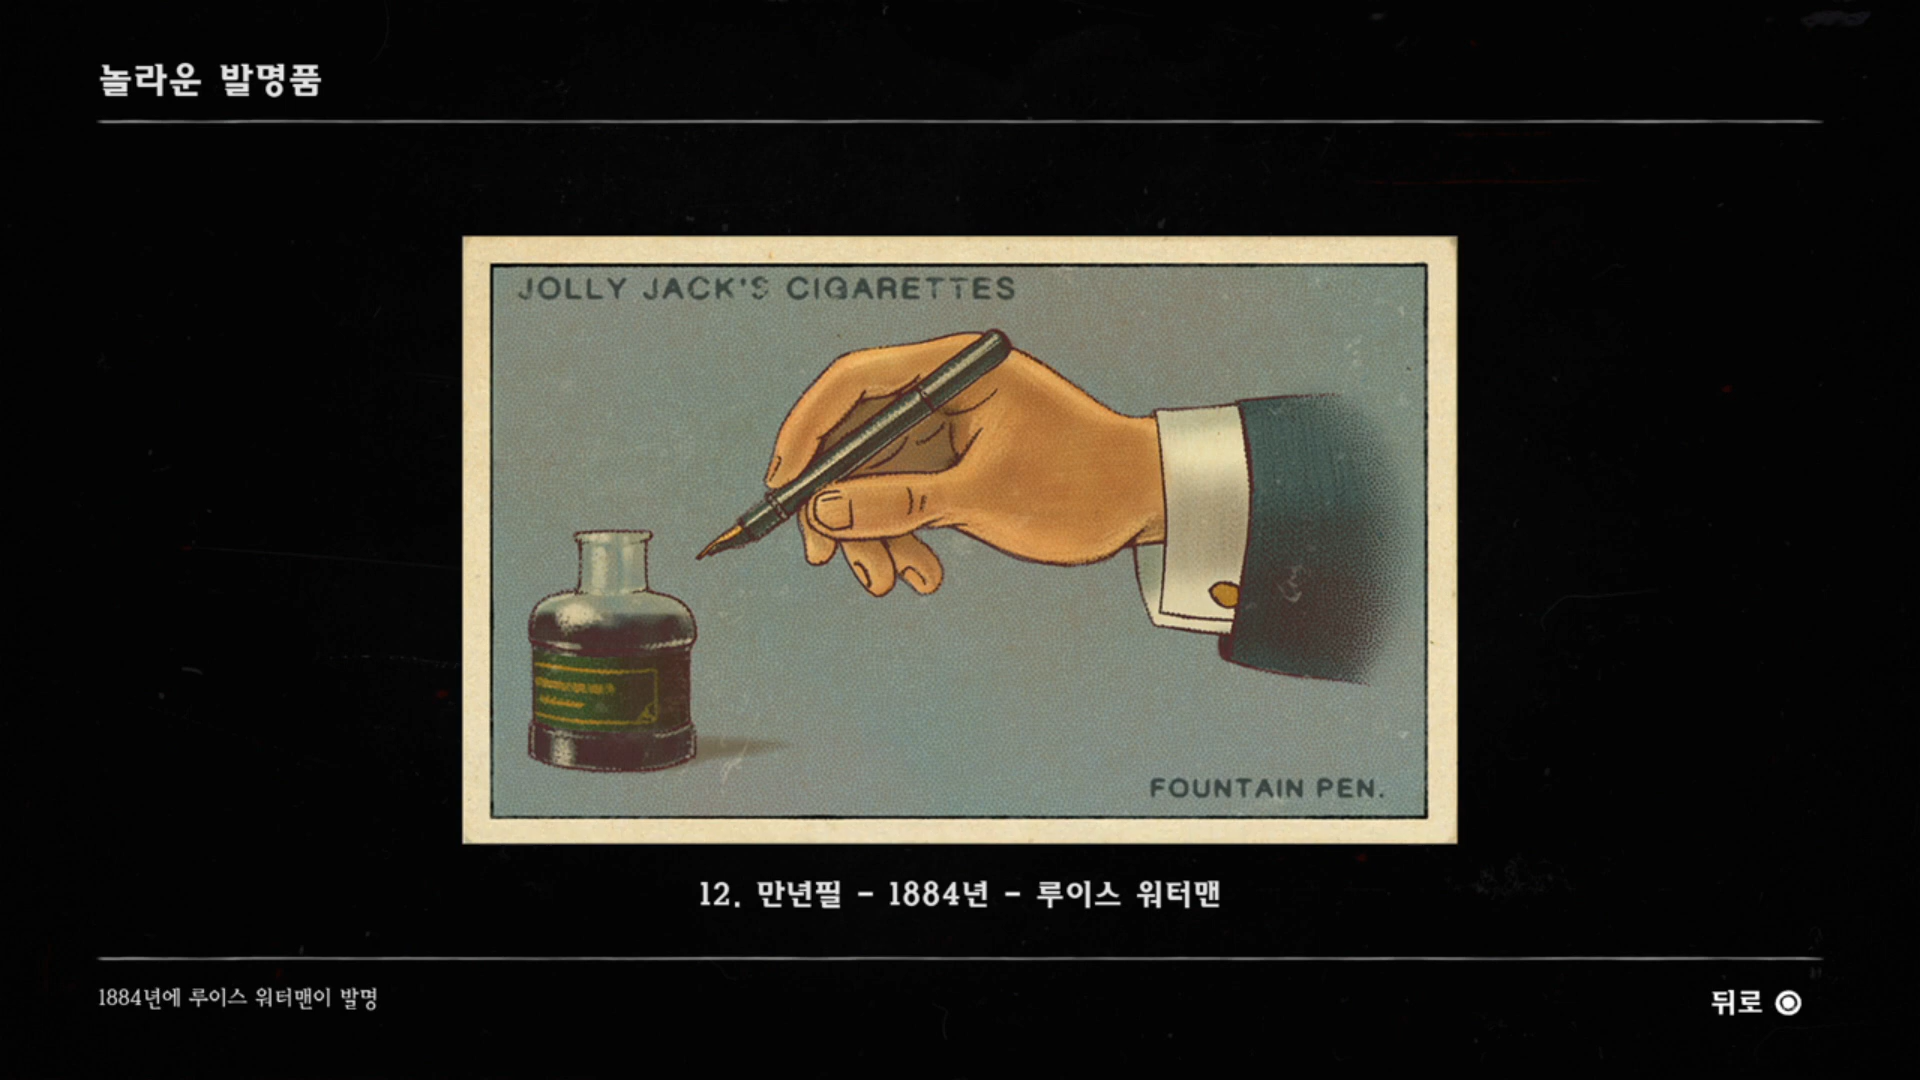 놀라운 발명품
JOLLY JACK'S CIGARETTES
FOUNTAIN PEN.
12. 만년필 - 1884년 - 루이스 워터맨
1884년에 루이스 워터맨이 발명
뒤로